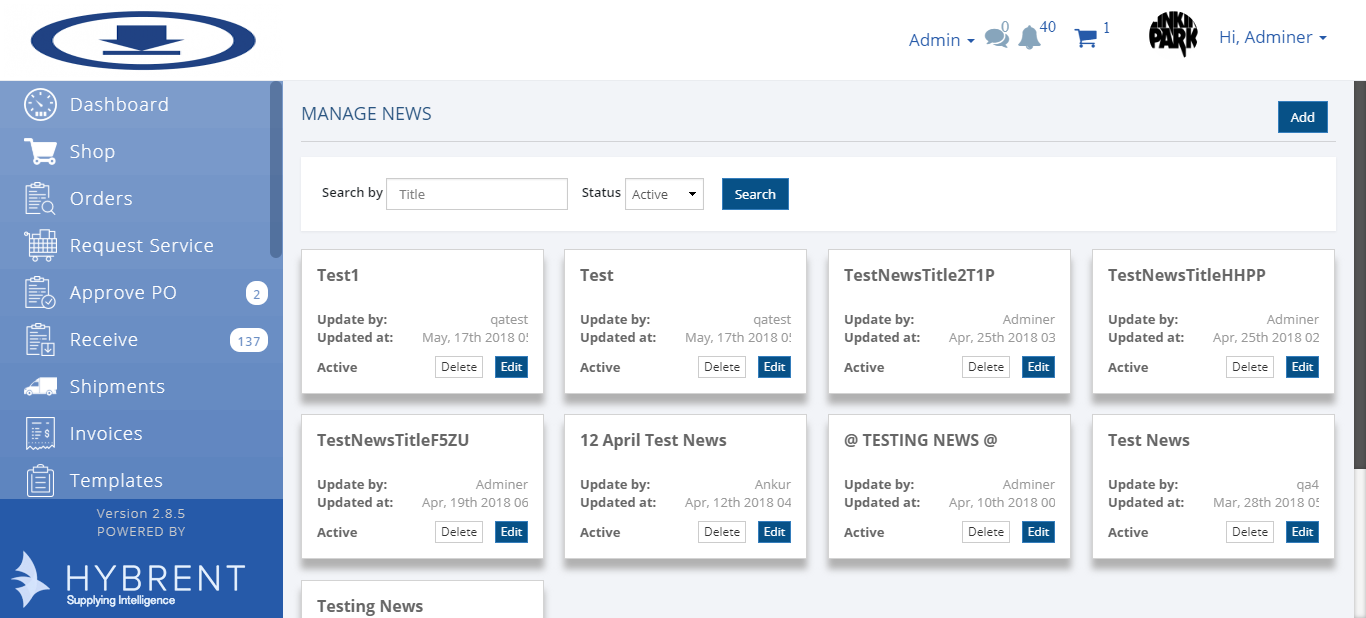 Admin 0 40 1 INKIN PARK Hi, Adminer
Dashboard
Shop
Orders
Request Service
Approve PO 2
Receive 137
Shipments
Invoices
Templates
Version 2.8.5
POWERED BY
HYBRENT
Supplying Intelligence
MANAGE NEWS Add
Search by Title Status Active Search
Test1
Update by: qatest
Updated at: May, 17th 2018 05
Active Delete Edit
Test
Update by: qatest
Updated at: May, 17th 2018 05
Active Delete Edit
TestNewsTitle2T1P
Update by: Adminer
Updated at: Apr, 25th 2018 03
Active Delete Edit
TestNewsTitleHHPP
Update by: Adminer
Updated at: Apr, 25th 2018 02
Active Delete Edit
TestNewsTitleF5ZU
Update by: Adminer
Updated at: Apr, 19th 2018 06
Active Delete Edit
12 April Test News
Update by: Ankur
Updated at: Apr, 12th 2018 04
Active Delete Edit
@ TESTING NEWS @
Update by: Adminer
Updated at: Apr, 10th 2018 00
Active Delete Edit
Test News
Update by: qa4
Updated at: Mar, 28th 2018 05
Active Delete Edit
Testing News